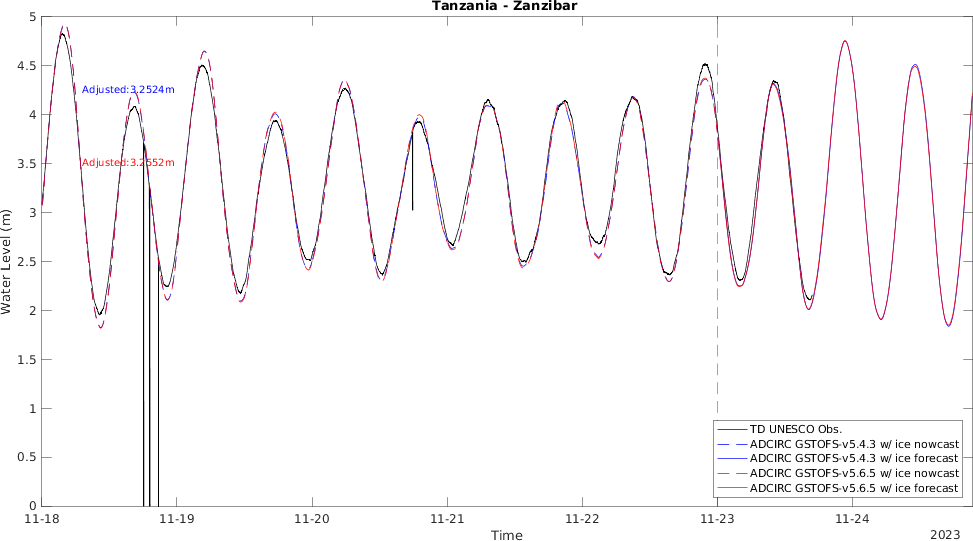 Tanzania - Zanzibar
5
4.5
4
3.5
3
2.5
2
1.5
1
0.5
0
Water Level (m)
Adjusted:3.2524m
Adjusted:3.2552m
TD UNESCO Obs.
ADCIRC GSTOFS-v5.4.3 w/ ice nowcast
ADCIRC GSTOFS-v5.4.3 w/ ice forecast
ADCIRC GSTOFS-v5.6.5 w/ ice nowcast
ADCIRC GSTOFS-v5.6.5 w/ ice forecast
11-18 11-19 11-20 11-21 11-22 11-23 11-24
Time
2023